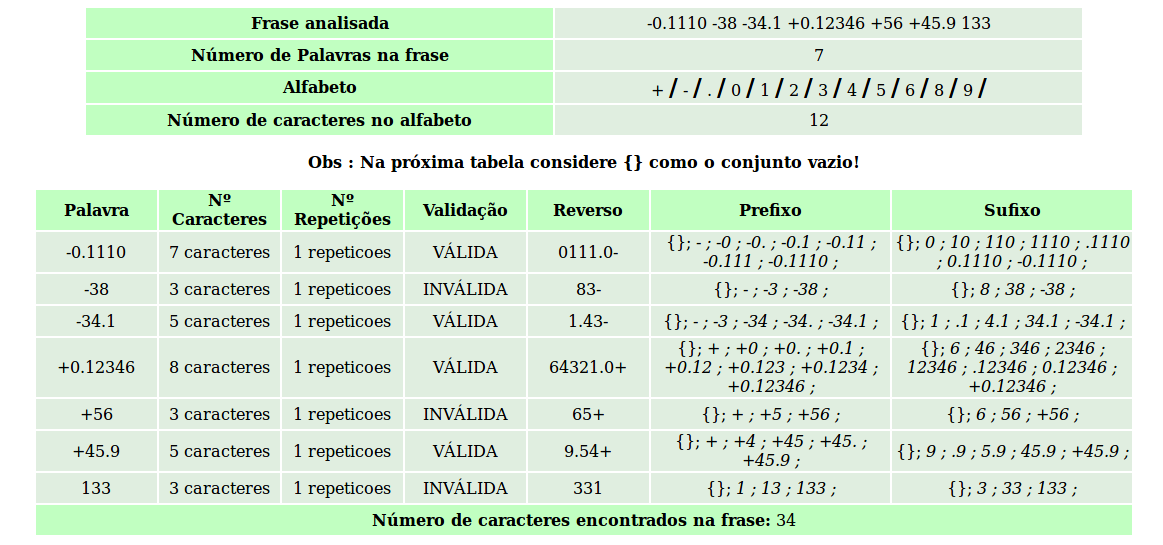 Frase analisada -0.1110 -38 -34.1 +0.12346 +56 +45.9 133
Número de Palavras na frase 7
Alfabeto + / - / . / 0 / 1 / 2 / 3 / 4 / 5 / 6 / 8 / 9 /
Número de caracteres no alfabeto 12
Obs : Na próxima tabela considere {} como o conjunto vazio!
Palavra Nº Caracteres Nº Repetições Validação Reverso Prefixo Sufixo
-0.1110 7 caracteres 1 repeticoes VÁLIDA 0111.0- {}; - ; -0 ; -0. ; -0.1 ; -0.11 ; -0.111 ; -0.1110 ; {}; 0 ; 10 ; 110 ; 1110 ; .1110 ; 0.1110 ; -0.1110 ;
-38 3 caracteres 1 repeticoes INVÁLIDA 83- {}; - ; -3 ; -38 ; {}; 8 ; 38 ; -38 ;
-34.1 5 caracteres 1 repeticoes VÁLIDA 1.43- {}; - ; -3 ; -34 ; -34. ; -34.1 ; {}; 1 ; .1 ; 4.1 ; 34.1 ; -34.1 ;
+0.12346 8 caracteres 1 repeticoes VÁLIDA 64321.0+ {}; + ; +0 ; +0. ; +0.1 ; +0.12 ; +0.123 ; +0.1234 ; +0.12346 ; {}; 6 ; 46 ; 346 ; 2346 ; 12346 ; .12346 ; 0.12346 ; +0.12346 ;
+56 3 caracteres 1 repeticoes INVÁLIDA 65+ {}; + ; +5 ; +56 ; {}; 6 ; 56 ; +56 ;
+45.9 5 caracteres 1 repeticoes VÁLIDA 9.54+ {}; + ; +4 ; +45 ; +45. ; +45.9 ; {}; 9 ; .9 ; 5.9 ; 45.9 ; +45.9 ;
133 3 caracteres 1 repeticoes INVÁLIDA 331 {}; 1 ; 13 ; 133 ; {}; 3 ; 33 ; 133 ;
Número de caracteres encontrados na frase: 34